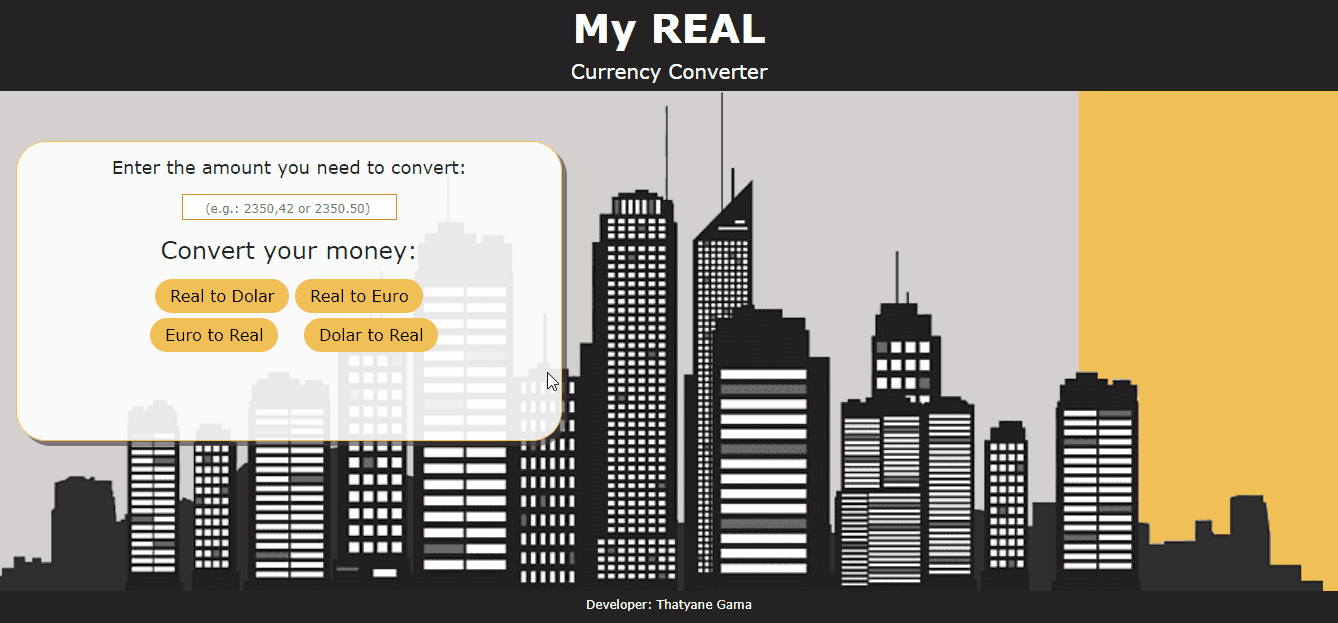 My REAL
Currency Converter
Enter the amount you need to convert:
(e.g.: 2350,42 or 2350.50)
Convert your money:
Real to Dolar Real to Euro
Euro to Real Dolar to Real
Developer: Thatyane Gama